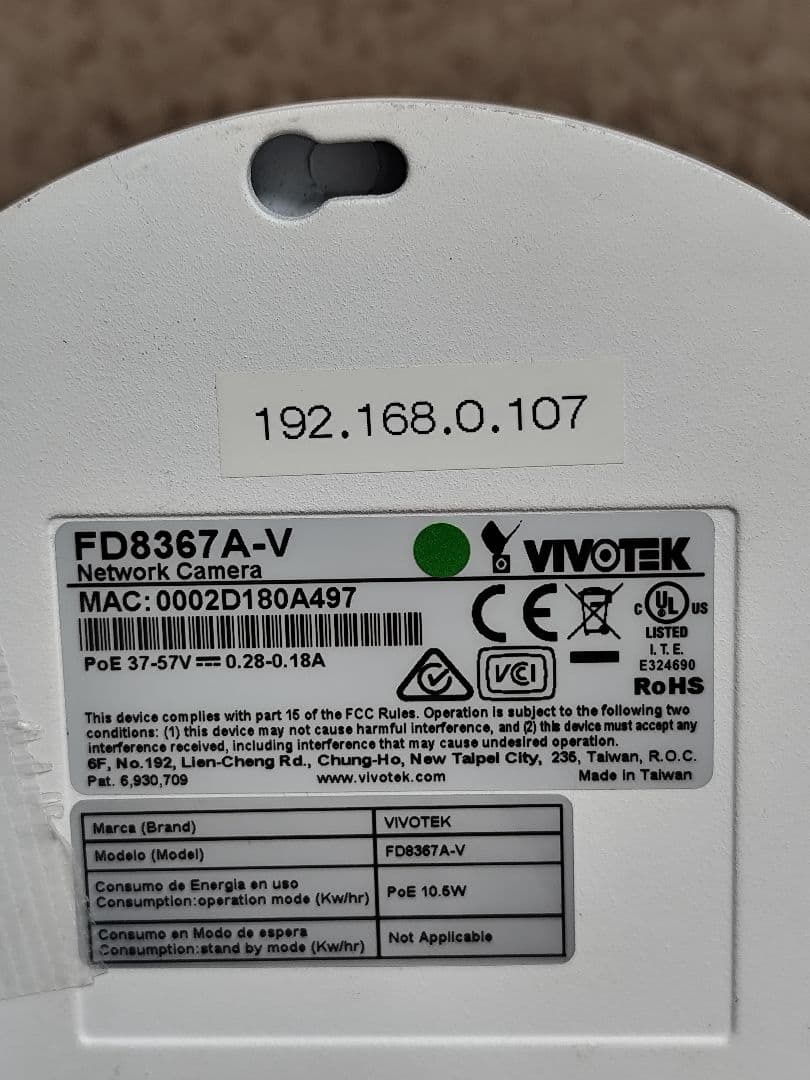 192.168.0.107
FD8367A-V
VIVOTEK
Network Camera
MAC:0002D180A497
CE
c UL US
LISTED
I.T.E.
E324690
RoHS
PoE 37-57V 0.28-0.18A
VCI
This device complies with part 15 of the FCC Rules. Operation is subject to the following two
conditions: (1) this device may not cause harmful interference, and (2) this device must accept any
interference received, including interference that may cause undesired operation.
6F, No.192, Lien-Cheng Rd., Chung-Ho, New Taipei City, 235, Taiwan, R.O.C.
Pat. 6,930,709 www.vivotek.com Made in Taiwan
Marca (Brand) VIVOTEK
Modelo (Model) FD8367A-V
Consumo de Energia en uso
Consumption:operation mode (Kw/hr) PoE 10.5W
Consumo en Modo de espera
Consumption:stand by mode (Kw/hr) Not Applicable